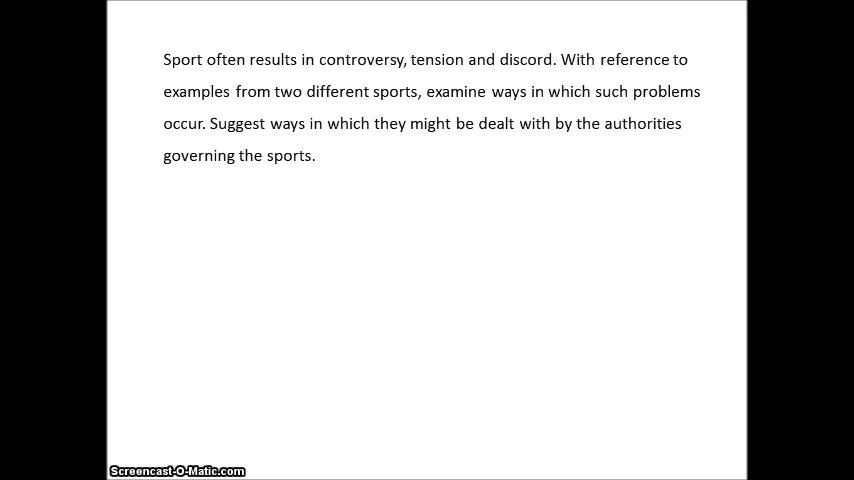 Sport often results in controversy, tension and discord. With reference to
examples from two different sports, examine ways in which such problems
occur. Suggest ways in which they might be dealt with by the authorities
governing the sports.
Screencast-O-Matic.com